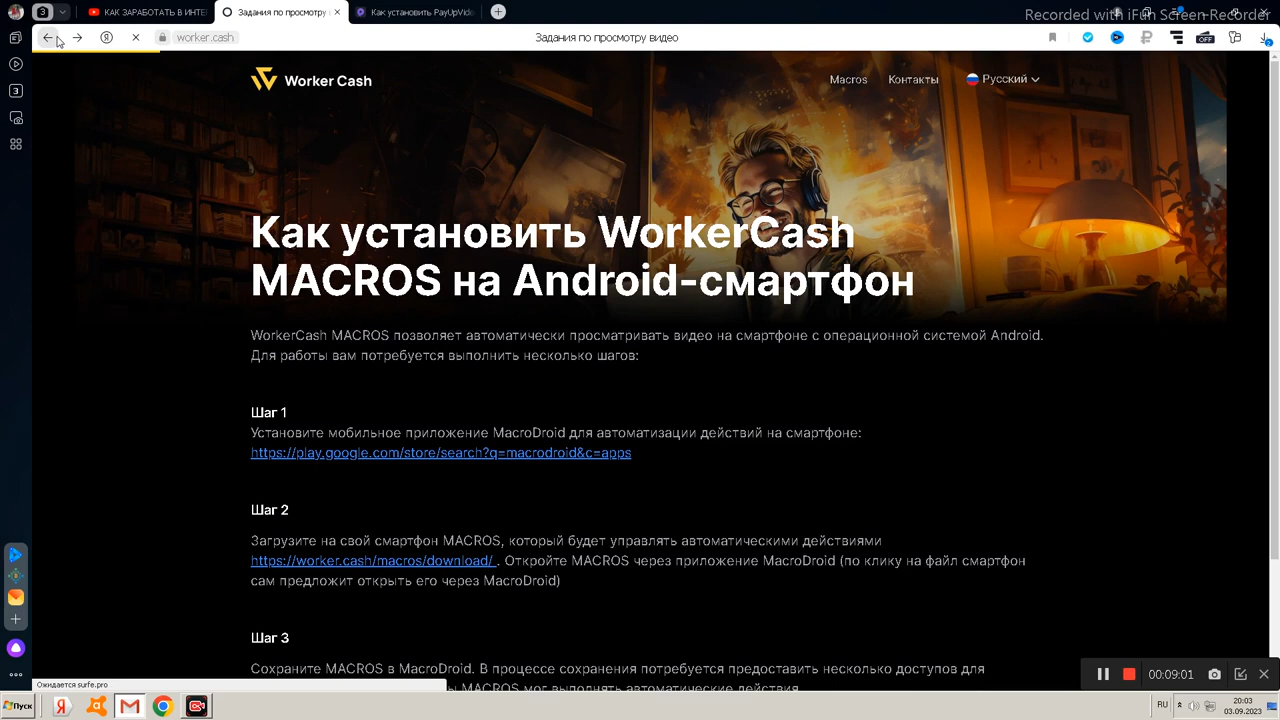 Recorded with iFun Screen Recorder
3
КАК ЗАРАБОТАТЬ В ИНТЕ
Задания по просмотру
Как установить PayUpVide
worker.cash
Задания по просмотру видео
OFF
3
Worker Cash
Macros
Контакты
Русский
Как установить WorkerCash
MACROS на Android-смартфон
WorkerCash MACROS позволяет автоматически просматривать видео на смартфоне с операционной системой Android.
Для работы вам потребуется выполнить несколько шагов:
Шаг 1
Установите мобильное приложение MacroDroid для автоматизации действий на смартфоне:
https://play.google.com/store/search?q=macrodroid&c=apps
Шаг 2
Загрузите на свой смартфон MACROS, который будет управлять автоматическими действиями
https://worker.cash/macros/download/ . Откройте MACROS через приложение MacroDroid (по клику на файл смартфон
сам предложит открыть его через MacroDroid)
Шаг 3
Сохраните MACROS в MacroDroid. В процессе сохранения потребуется предоставить несколько доступов для
ы MACROS мог выполнять автоматические действия
Ожидается surfe.pro
00:09:01
Пуск
RU
20:03
03.09.2023